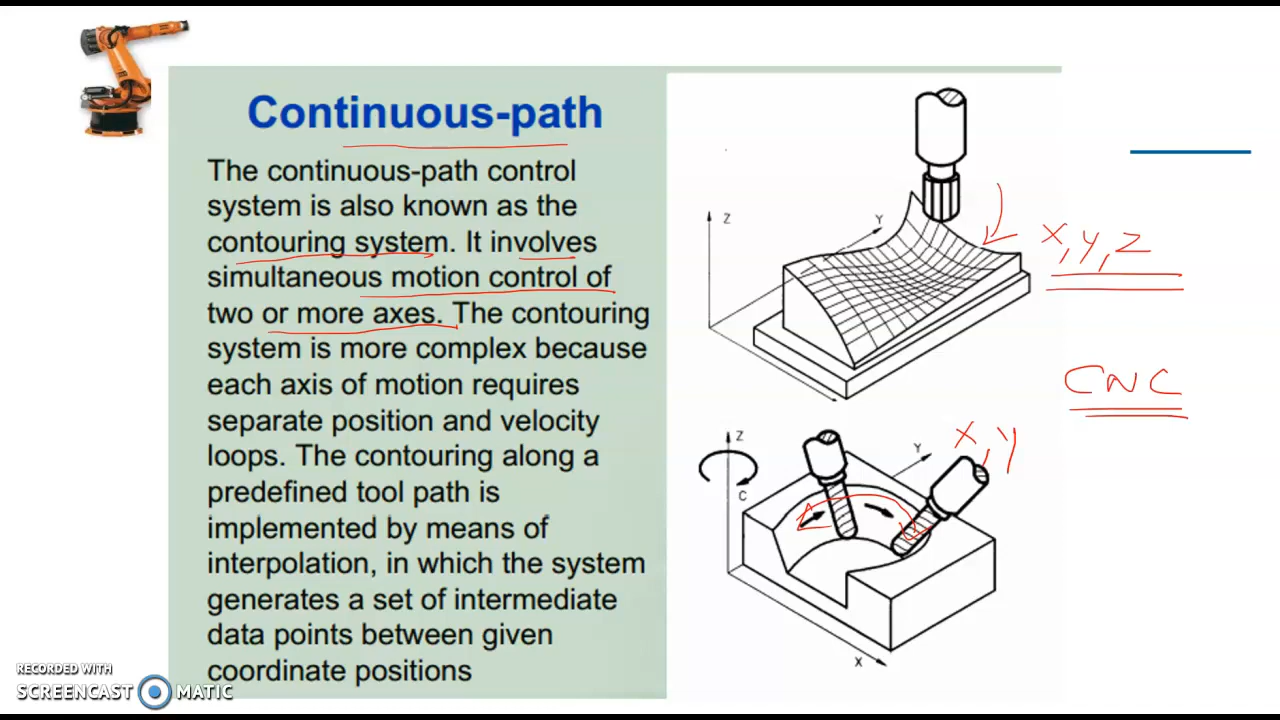 Continuous-path
The continuous-path control
system is also known as the
contouring system. It involves
simultaneous motion control of
two or more axes. The contouring
system is more complex because
each axis of motion requires
separate position and velocity
loops. The contouring along a
predefined tool path is
implemented by means of
interpolation, in which the system
generates a set of intermediate
data points between given
coordinate positions
Z
Y
X,Y,Z
CNC
Z
Y
X,Y
C
X
RECORDED WITH
SCREENCAST MATIC